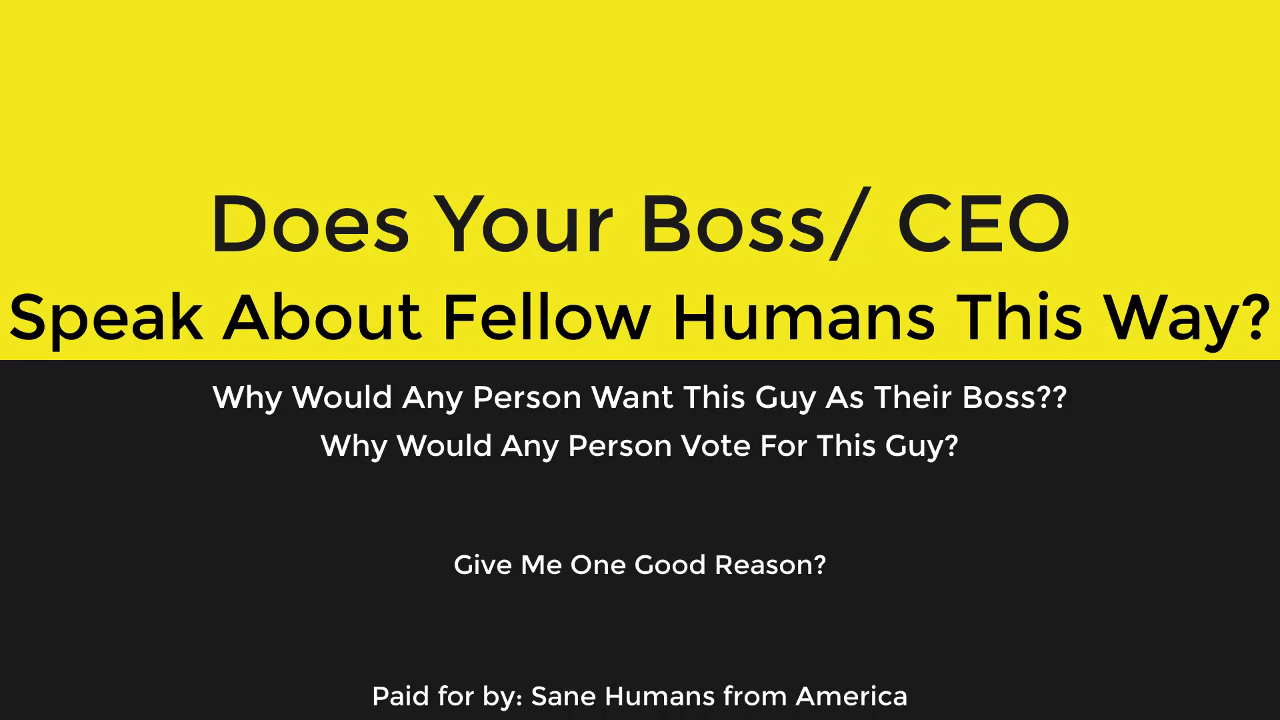 Does Your Boss/ CEO
Speak About Fellow Humans This Way?
Why Would Any Person Want This Guy As Their Boss??
Why Would Any Person Vote For This Guy?
Give Me One Good Reason?
Paid for by: Sane Humans from America